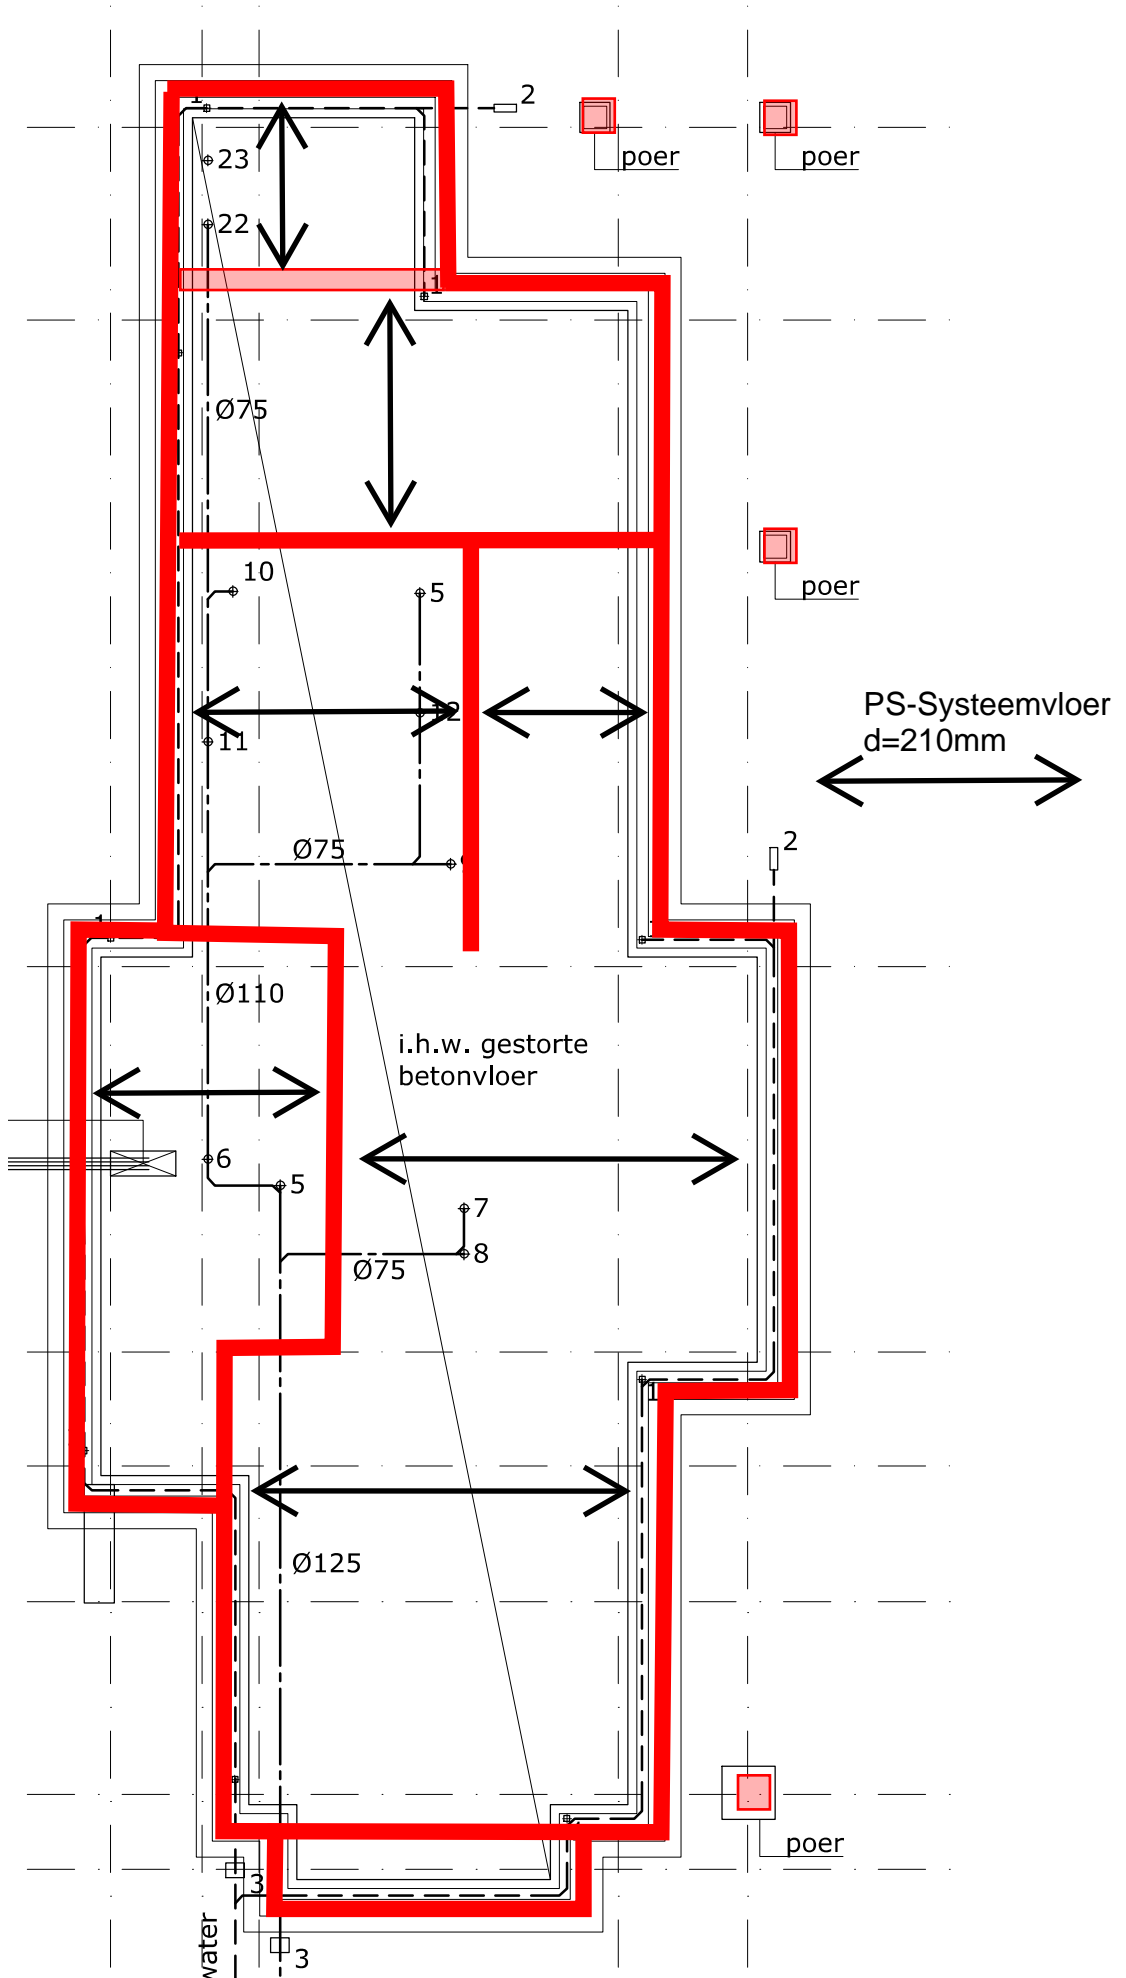 1
2
poer
poer
23
22
1
Ø75
10
5
poer
PS-Systeemvloer
d=210mm
12
11
Ø75
2
1
Ø110
i.h.w. gestorte
betonvloer
6
5
7
8
Ø75
1
Ø125
poer
3
water
3